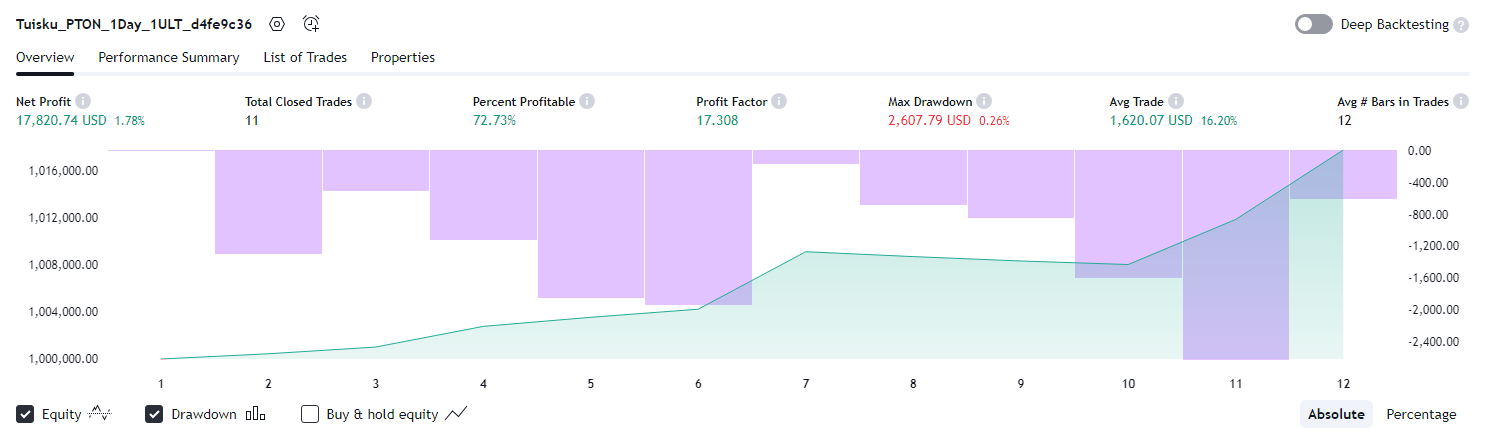 Tuisku_PTON_1Day_1ULT_d4fe9c36 Deep Backtesting ?
Overview Performance Summary List of Trades Properties
Net Profit i Total Closed Trades i Percent Profitable i Profit Factor i Max Drawdown i Avg Trade i Avg # Bars in Trades i
17,820.74 USD 1.78% 11 72.73% 17.308 2,607.79 USD 0.26% 1,620.07 USD 16.20% 12
0.00
1,016,000.00
-400.00
-800.00
1,012,000.00
-1,200.00
1,008,000.00
-1,600.00
1,004,000.00 -2,000.00
-2,400.00
1,000,000.00
1 2 3 4 5 6 7 8 9 10 11 12
Equity Drawdown Buy & hold equity Absolute Percentage